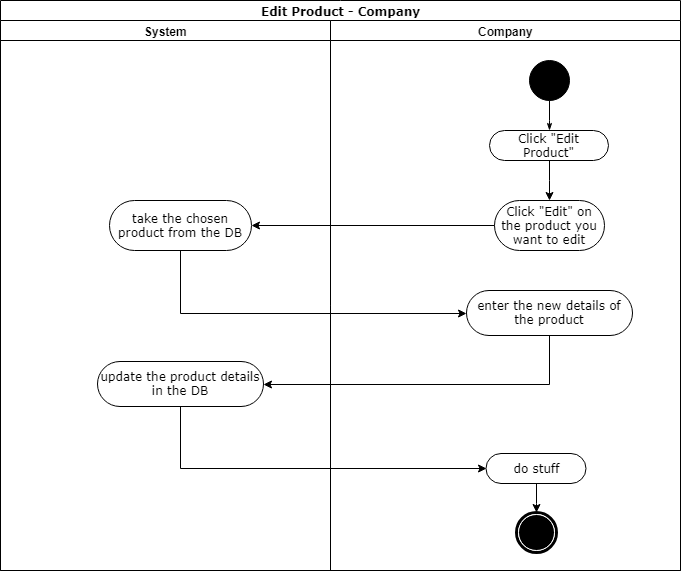 Edit Product - Company
System
Company
Click "Edit
Product"
Click "Edit" on
the product you
want to edit
take the chosen
product from the DB
enter the new details of
the product
update the product details
in the DB
do stuff